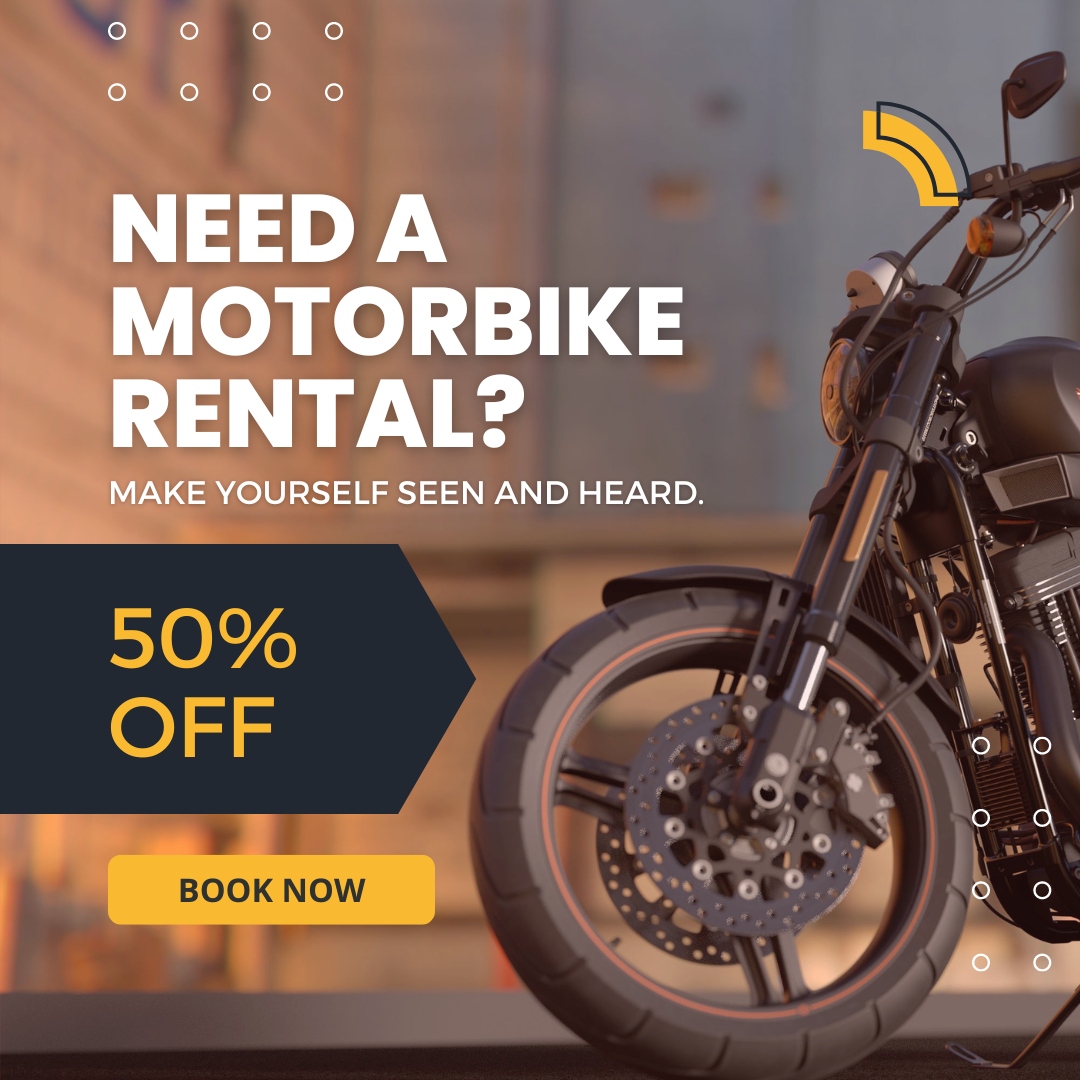 NEED A
MOTORBIKE
RENTAL?
MAKE YOURSELF SEEN AND HEARD.
50%
OFF
BOOK NOW